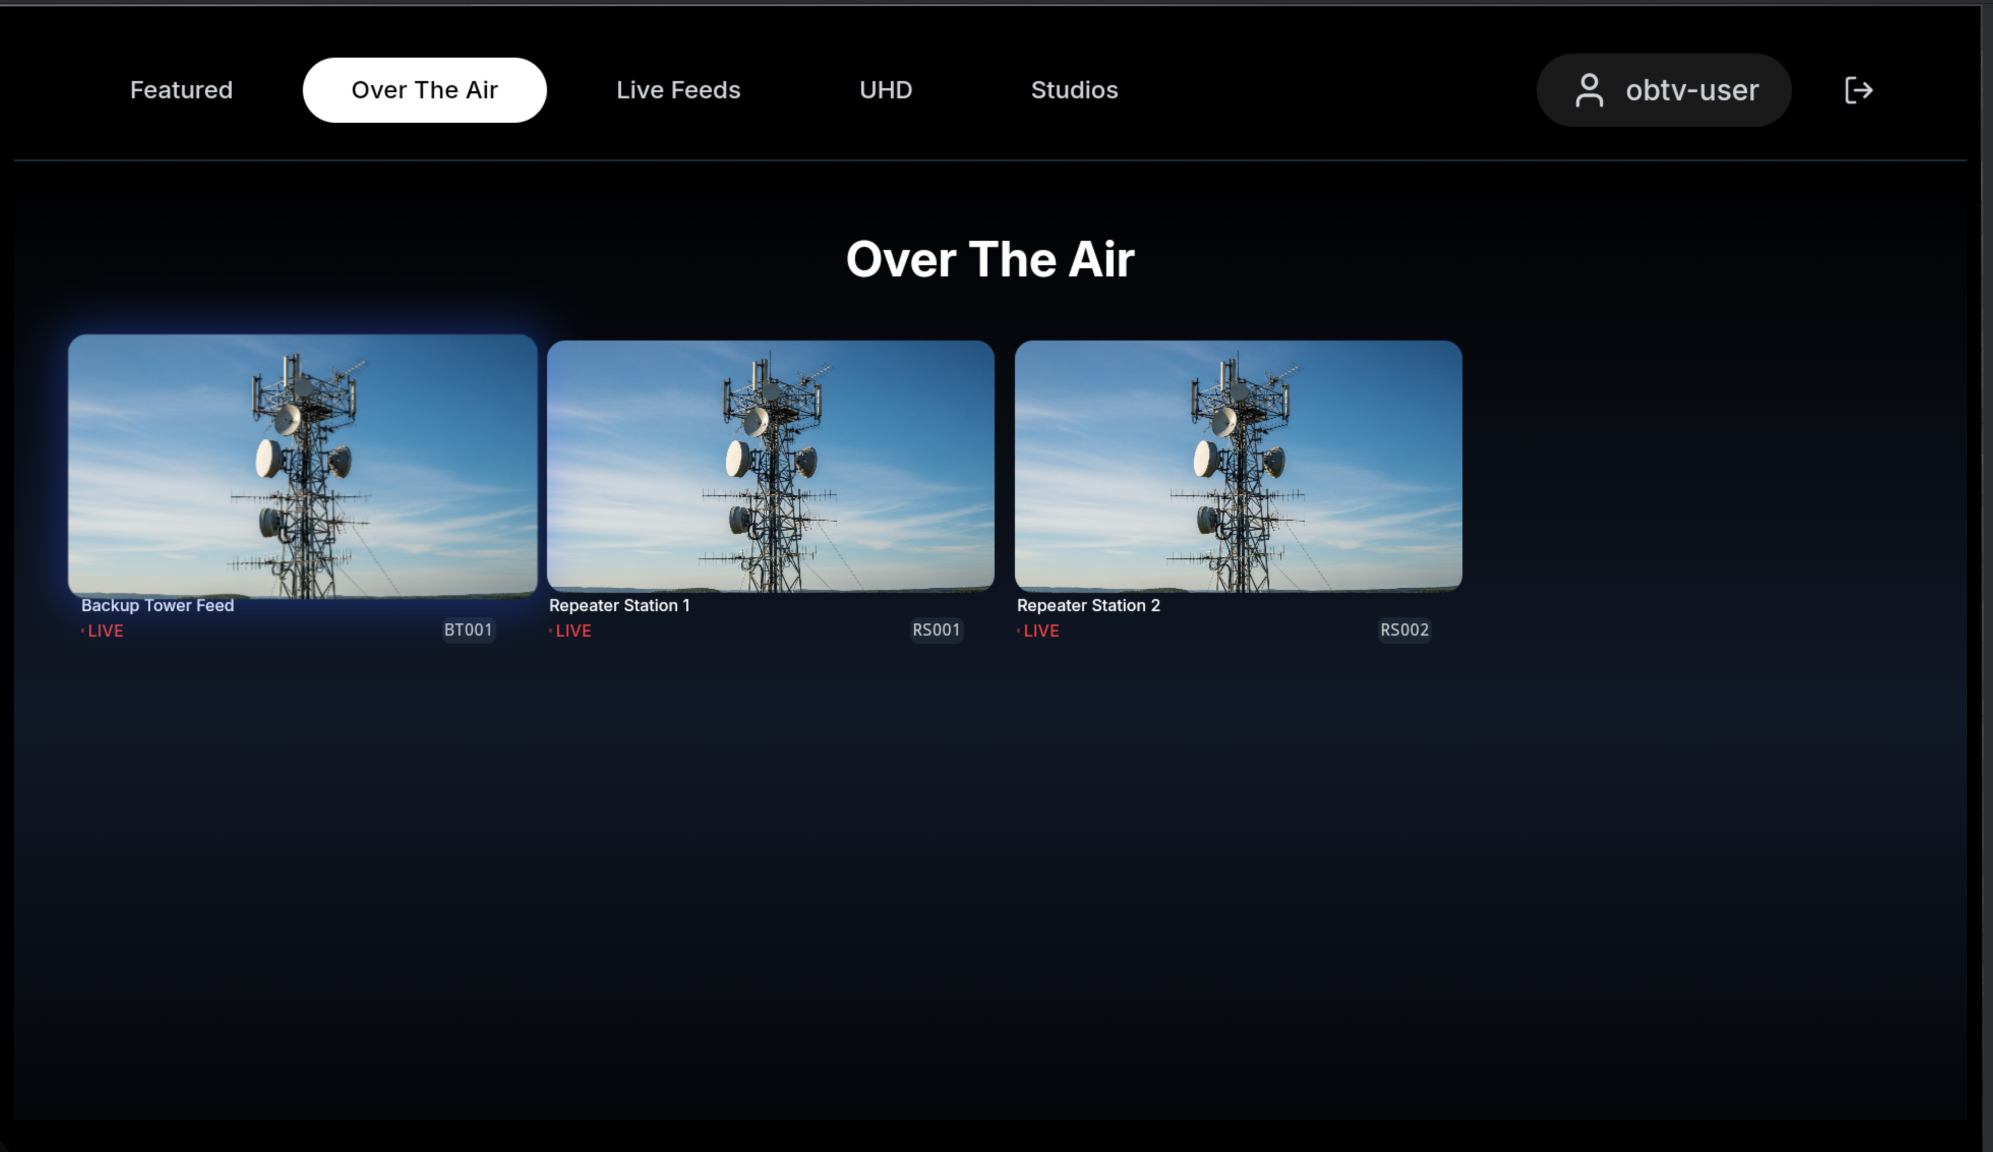 Featured
Over The Air
Live Feeds
UHD
Studios
obtv-user
Over The Air
Backup Tower Feed
LIVE
BT001
Repeater Station 1
LIVE
RS001
Repeater Station 2
LIVE
RS002